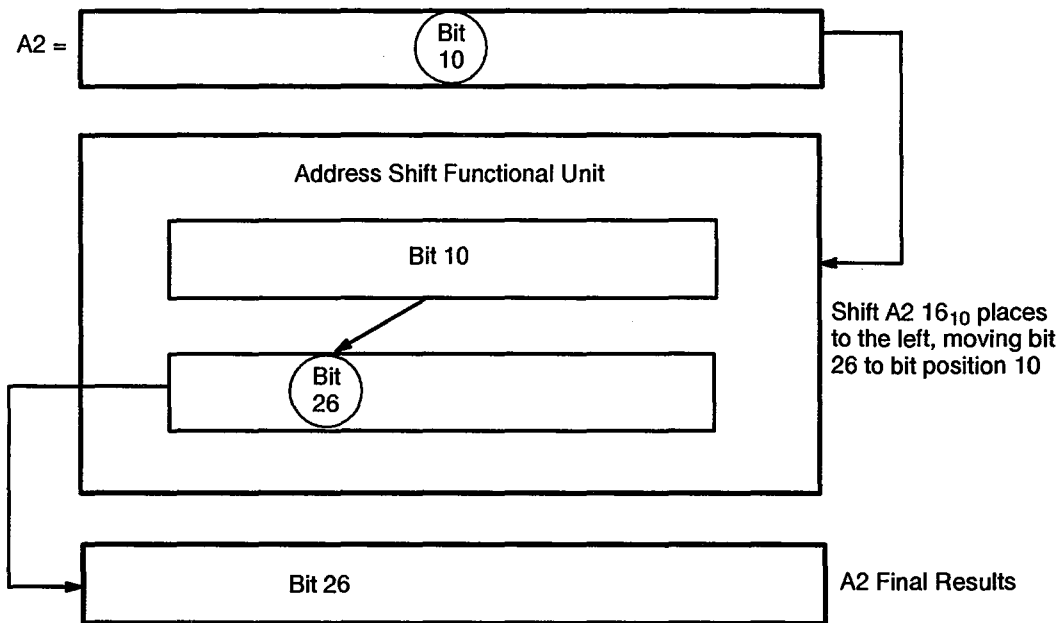 A2 =
Bit
10
Address Shift Functional Unit
Bit 10
Shift A2 16₁₀ places
to the left, moving bit
26 to bit position 10
Bit
26
Bit 26
A2 Final Results